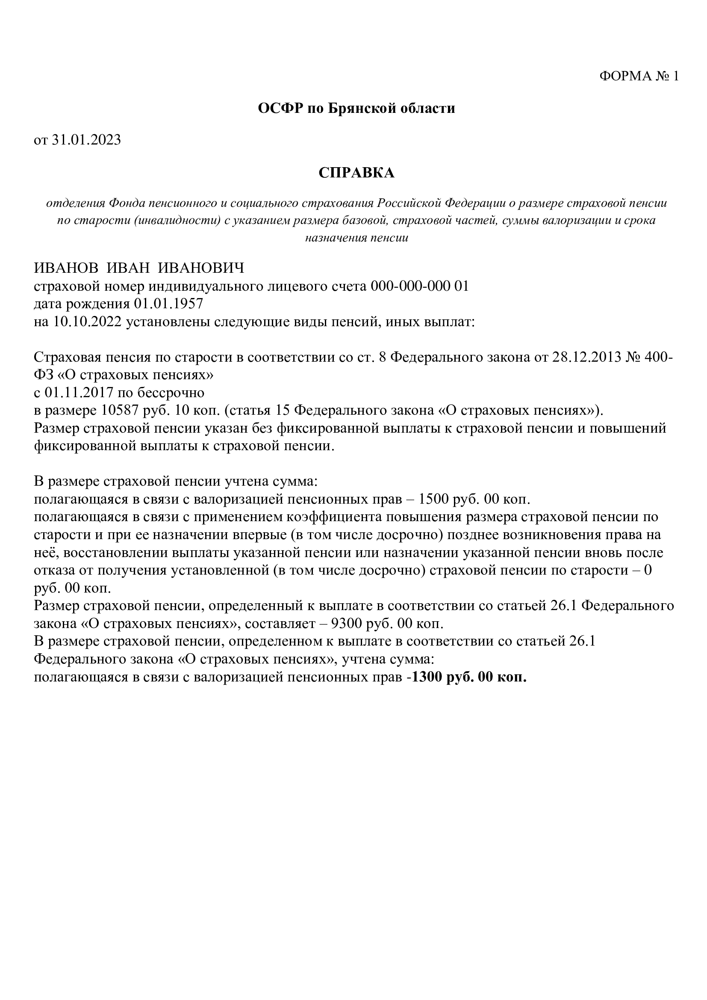 ФОРМА № 1
ОСФР по Брянской области
от 31.01.2023
СПРАВКА
отделения Фонда пенсионного и социального страхования Российской Федерации о размере страховой пенсии
по старости (инвалидности) с указанием размера базовой, страховой частей, суммы валоризации и срока
назначения пенсии
ИВАНОВ ИВАН ИВАНОВИЧ
страховой номер индивидуального лицевого счета 000-000-000 01
дата рождения 01.01.1957
на 10.10.2022 установлены следующие виды пенсий, иных выплат:
Страховая пенсия по старости в соответствии со ст. 8 Федерального закона от 28.12.2013 № 400-
ФЗ «О страховых пенсиях»
с 01.11.2017 по бессрочно
в размере 10587 руб. 10 коп. (статья 15 Федерального закона «О страховых пенсиях»).
Размер страховой пенсии указан без фиксированной выплаты к страховой пенсии и повышений
фиксированной выплаты к страховой пенсии.
В размере страховой пенсии учтена сумма:
полагающаяся в связи с валоризацией пенсионных прав – 1500 руб. 00 коп.
полагающаяся в связи с применением коэффициента повышения размера страховой пенсии по
старости и при ее назначении впервые (в том числе досрочно) позднее возникновения права на
неё, восстановлении выплаты указанной пенсии или назначении указанной пенсии вновь после
отказа от получения установленной (в том числе досрочно) страховой пенсии по старости – 0
руб. 00 коп.
Размер страховой пенсии, определенный к выплате в соответствии со статьей 26.1 Федерального
закона «О страховых пенсиях», составляет – 9300 руб. 00 коп.
В размере страховой пенсии, определенном к выплате в соответствии со статьей 26.1
Федерального закона «О страховых пенсиях», учтена сумма:
полагающаяся в связи с валоризацией пенсионных прав -1300 руб. 00 коп.